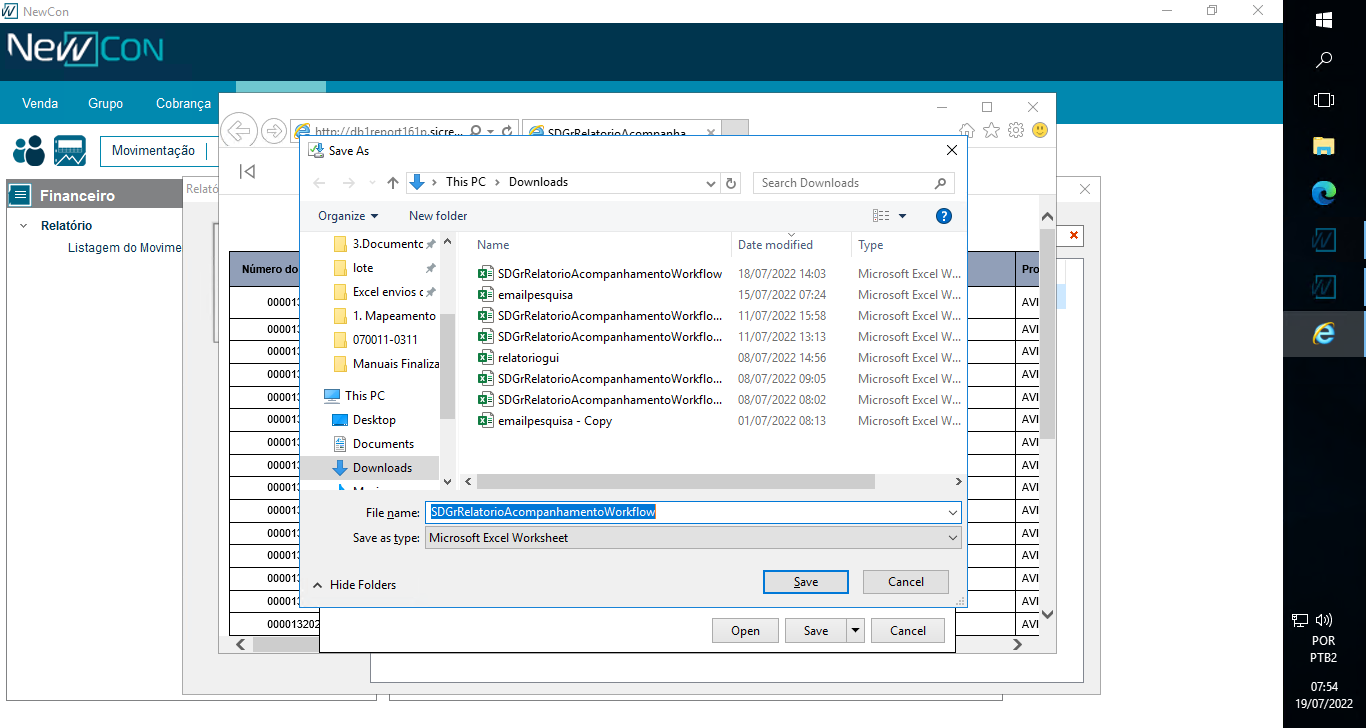 NewCon
NewCon
Venda Grupo Cobrança
Movimentação
Financeiro
Relatório
Listagem do Movime
Relató
http://db1report161p.sicre...
SDGrRelatorioAcompanha
Número do
Pro
000013
AVI
000013
AVI
000013
AVI
000013
AVI
000013
AVI
000013
AVI
000013
AVI
000013
AVI
000013
AVI
000013
AVI
000013
AVI
000013
AVI
000013
AVI
000013
AVI
000013202
AVI
Save As
This PC > Downloads
Search Downloads
Organize New folder
3.Documento
lote
Excel envios c
1. Mapeamento
070011-0311
Manuais Finaliza
This PC
Desktop
Documents
Downloads
Name Date modified Type
SDGrRelatorioAcompanhamentoWorkflow 18/07/2022 14:03 Microsoft Excel W...
emailpesquisa 15/07/2022 07:24 Microsoft Excel W...
SDGrRelatorioAcompanhamentoWorkflo... 11/07/2022 15:58 Microsoft Excel W...
SDGrRelatorioAcompanhamentoWorkflo... 11/07/2022 13:13 Microsoft Excel W...
relatoriogui 08/07/2022 14:56 Microsoft Excel W...
SDGrRelatorioAcompanhamentoWorkflo... 08/07/2022 09:05 Microsoft Excel W...
SDGrRelatorioAcompanhamentoWorkflo... 08/07/2022 08:02 Microsoft Excel W...
emailpesquisa - Copy 01/07/2022 08:13 Microsoft Excel W...
File name: SDGrRelatorioAcompanhamentoWorkflow
Save as type: Microsoft Excel Worksheet
Hide Folders
Save Cancel
Open Save Cancel
POR
PTB2
07:54
19/07/2022